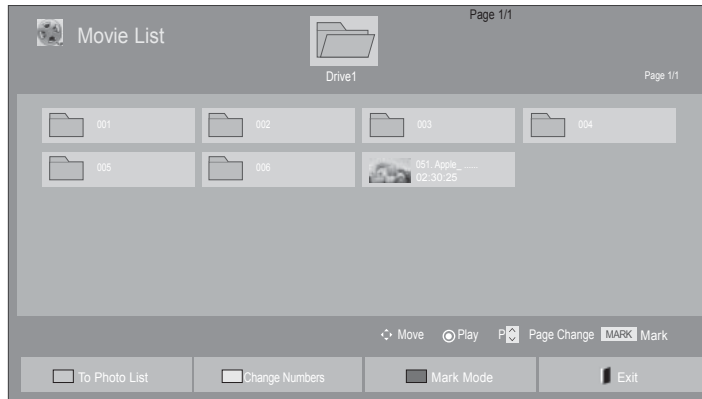 Page 1/1
Movie List
Drive1
Page 1/1
001
002
003
004
005
006
051. Apple_ ......
02:30:25
Move
Play
P
Page Change
MARK
Mark
To Photo List
Change Numbers
Mark Mode
Exit